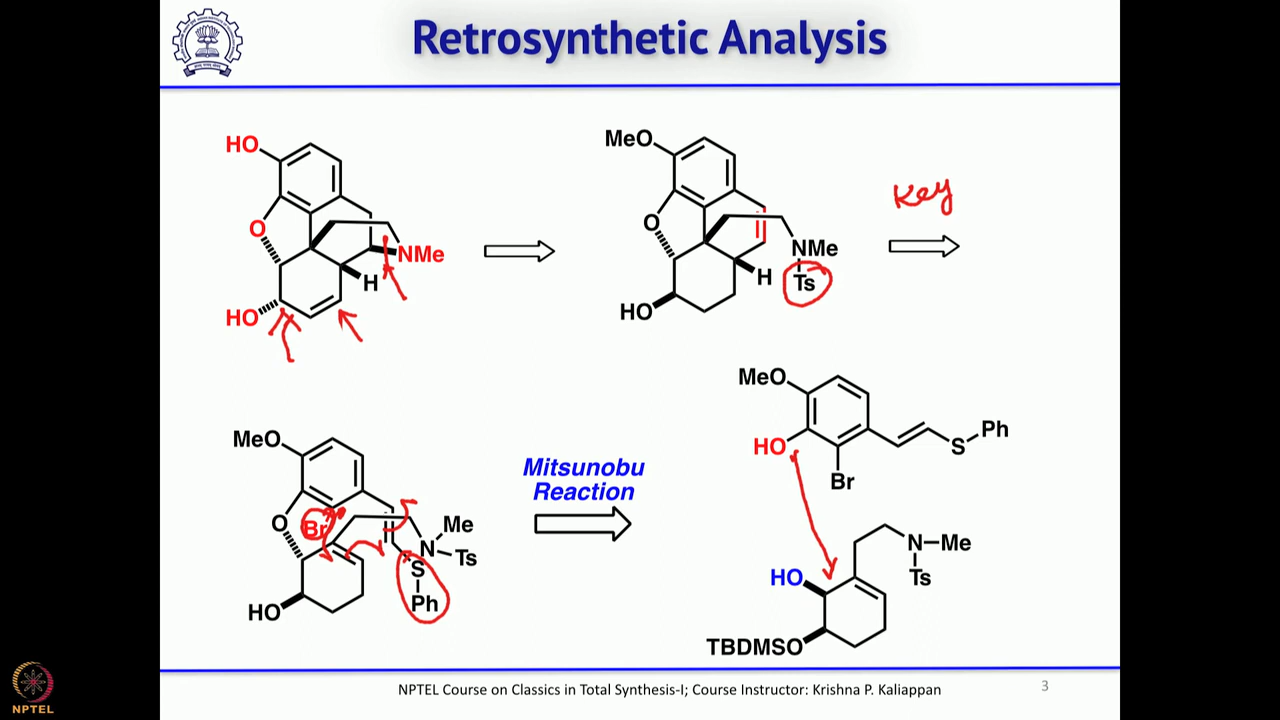 Retrosynthetic Analysis
HO
O
NMe
H
HO
MeO
O
NMe
Ts
H
HO
Key
MeO
O
Br
Me
N
Ts
S
Ph
HO
Mitsunobu
Reaction
MeO
HO
Br
S
Ph
HO
N
Me
Ts
TBDMSO
NPTEL
NPTEL Course on Classics in Total Synthesis-I; Course Instructor: Krishna P. Kaliappan
3